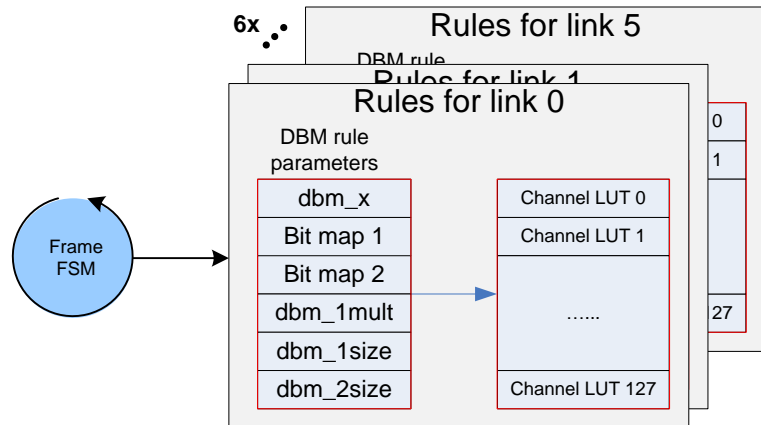 6x
Rules for link 5
DBM rule
0
1
27
Rules for link 1
Rules for link 0
DBM rule
parameters
dbm_x
Bit map 1
Bit map 2
dbm_1mult
dbm_1size
dbm_2size
Channel LUT 0
Channel LUT 1
…...
Channel LUT 127
Frame
FSM